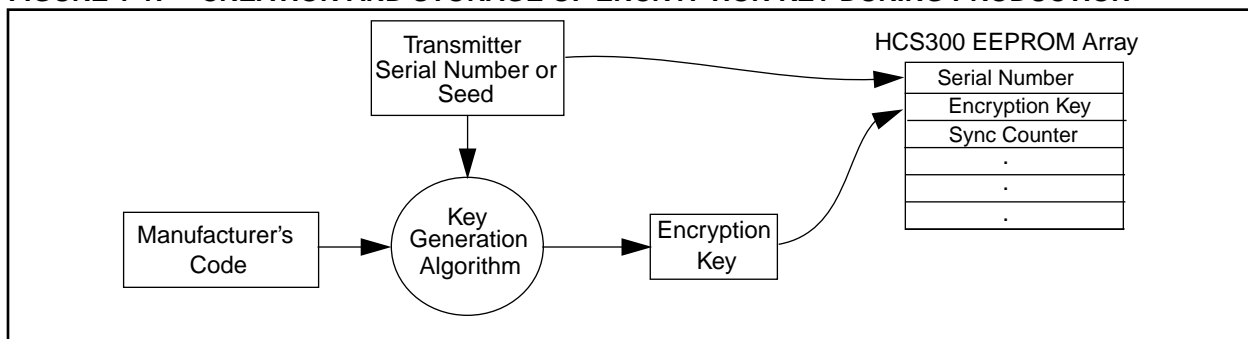 Transmitter
Serial Number or
Seed
HCS300 EEPROM Array
Serial Number
Encryption Key
Sync Counter
.
.
.
Manufacturer's
Code
Key
Generation
Algorithm
Encryption
Key